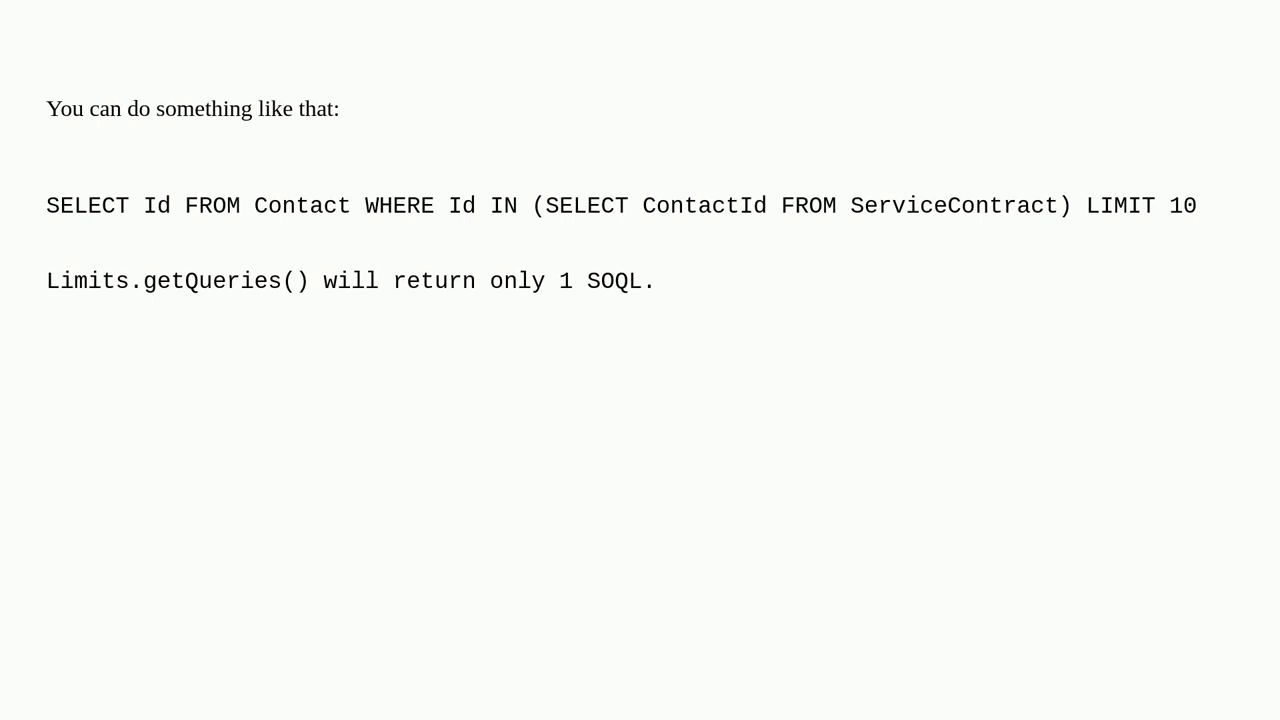 You can do something like that:
SELECT Id FROM Contact WHERE Id IN (SELECT ContactId FROM ServiceContract) LIMIT 10
Limits.getQueries() will return only 1 SOQL.